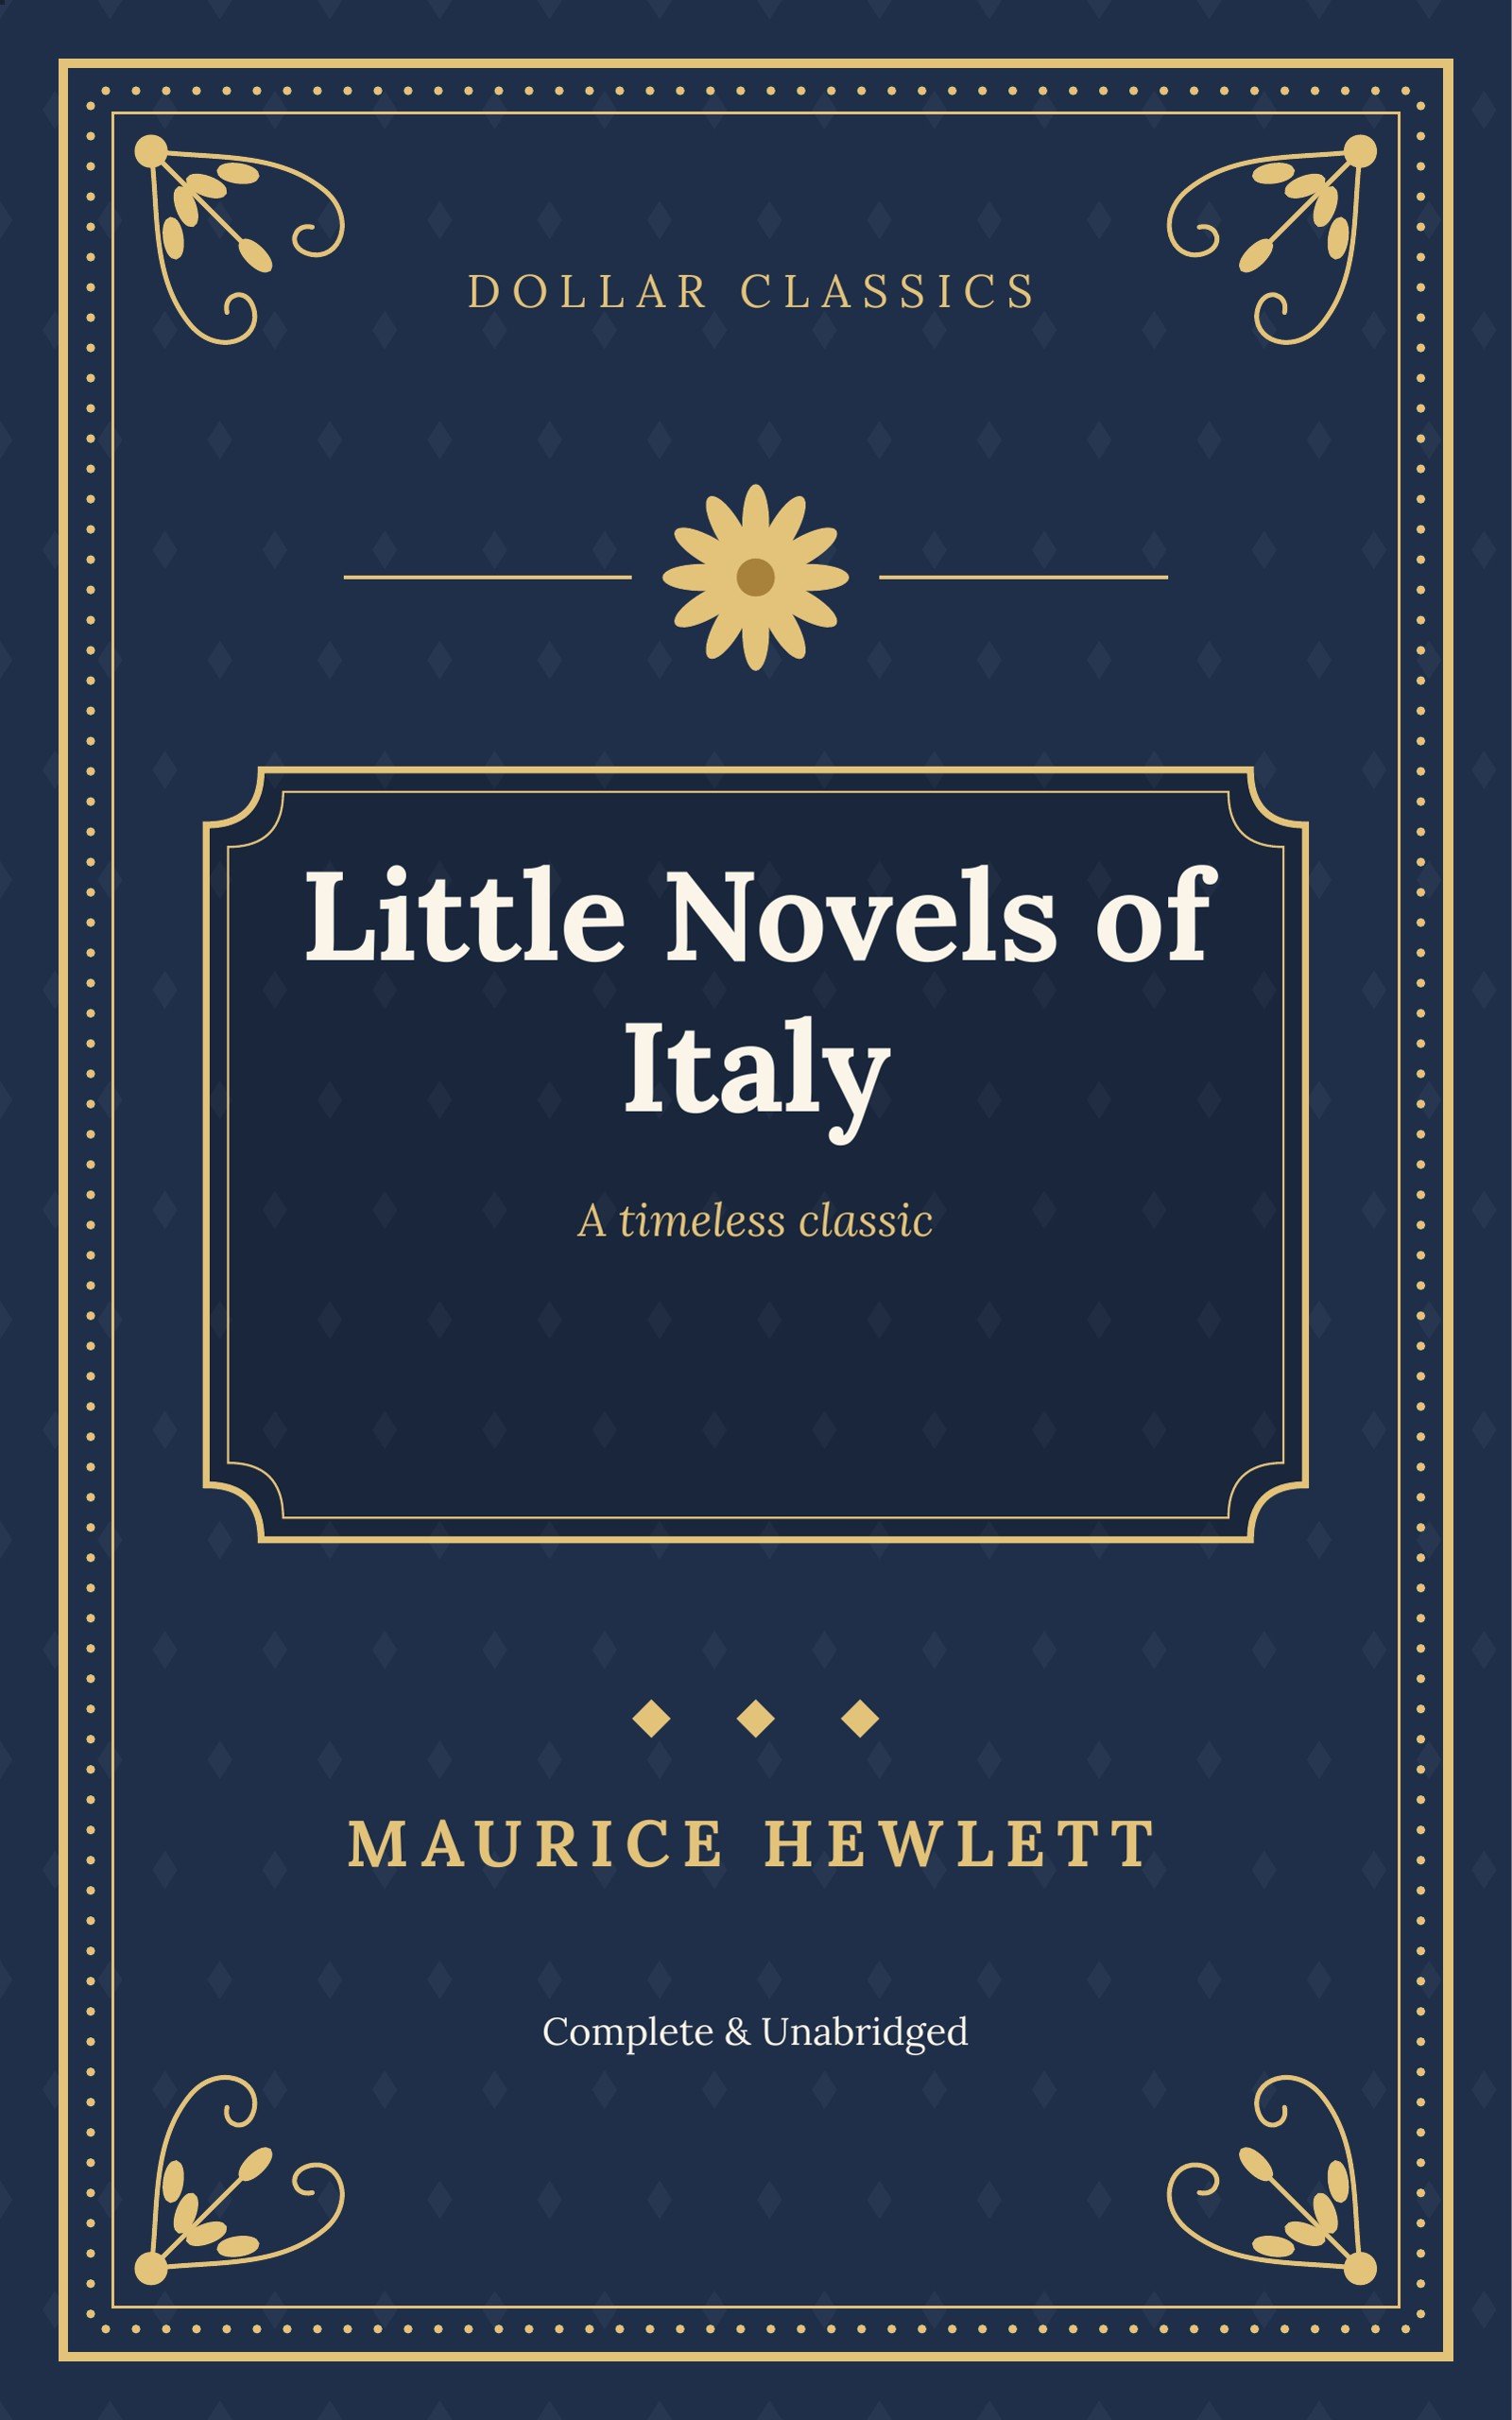 DOLLAR CLASSICS
Little Novels of
Italy
A timeless classic
MAURICE HEWLETT
Complete & Unabridged